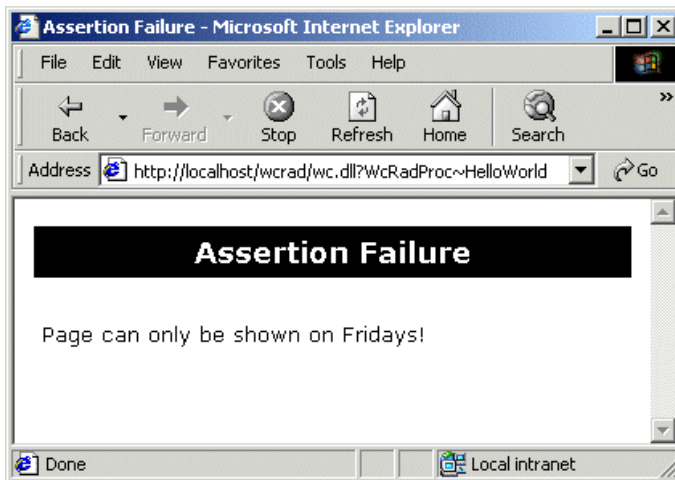 Assertion Failure - Microsoft Internet Explorer
File Edit View Favorites Tools Help
Back Forward Stop Refresh Home Search »
Address http://localhost/wcrad/wc.dll?WcRadProc~HelloWorld Go
Assertion Failure
Page can only be shown on Fridays!
Done Local intranet